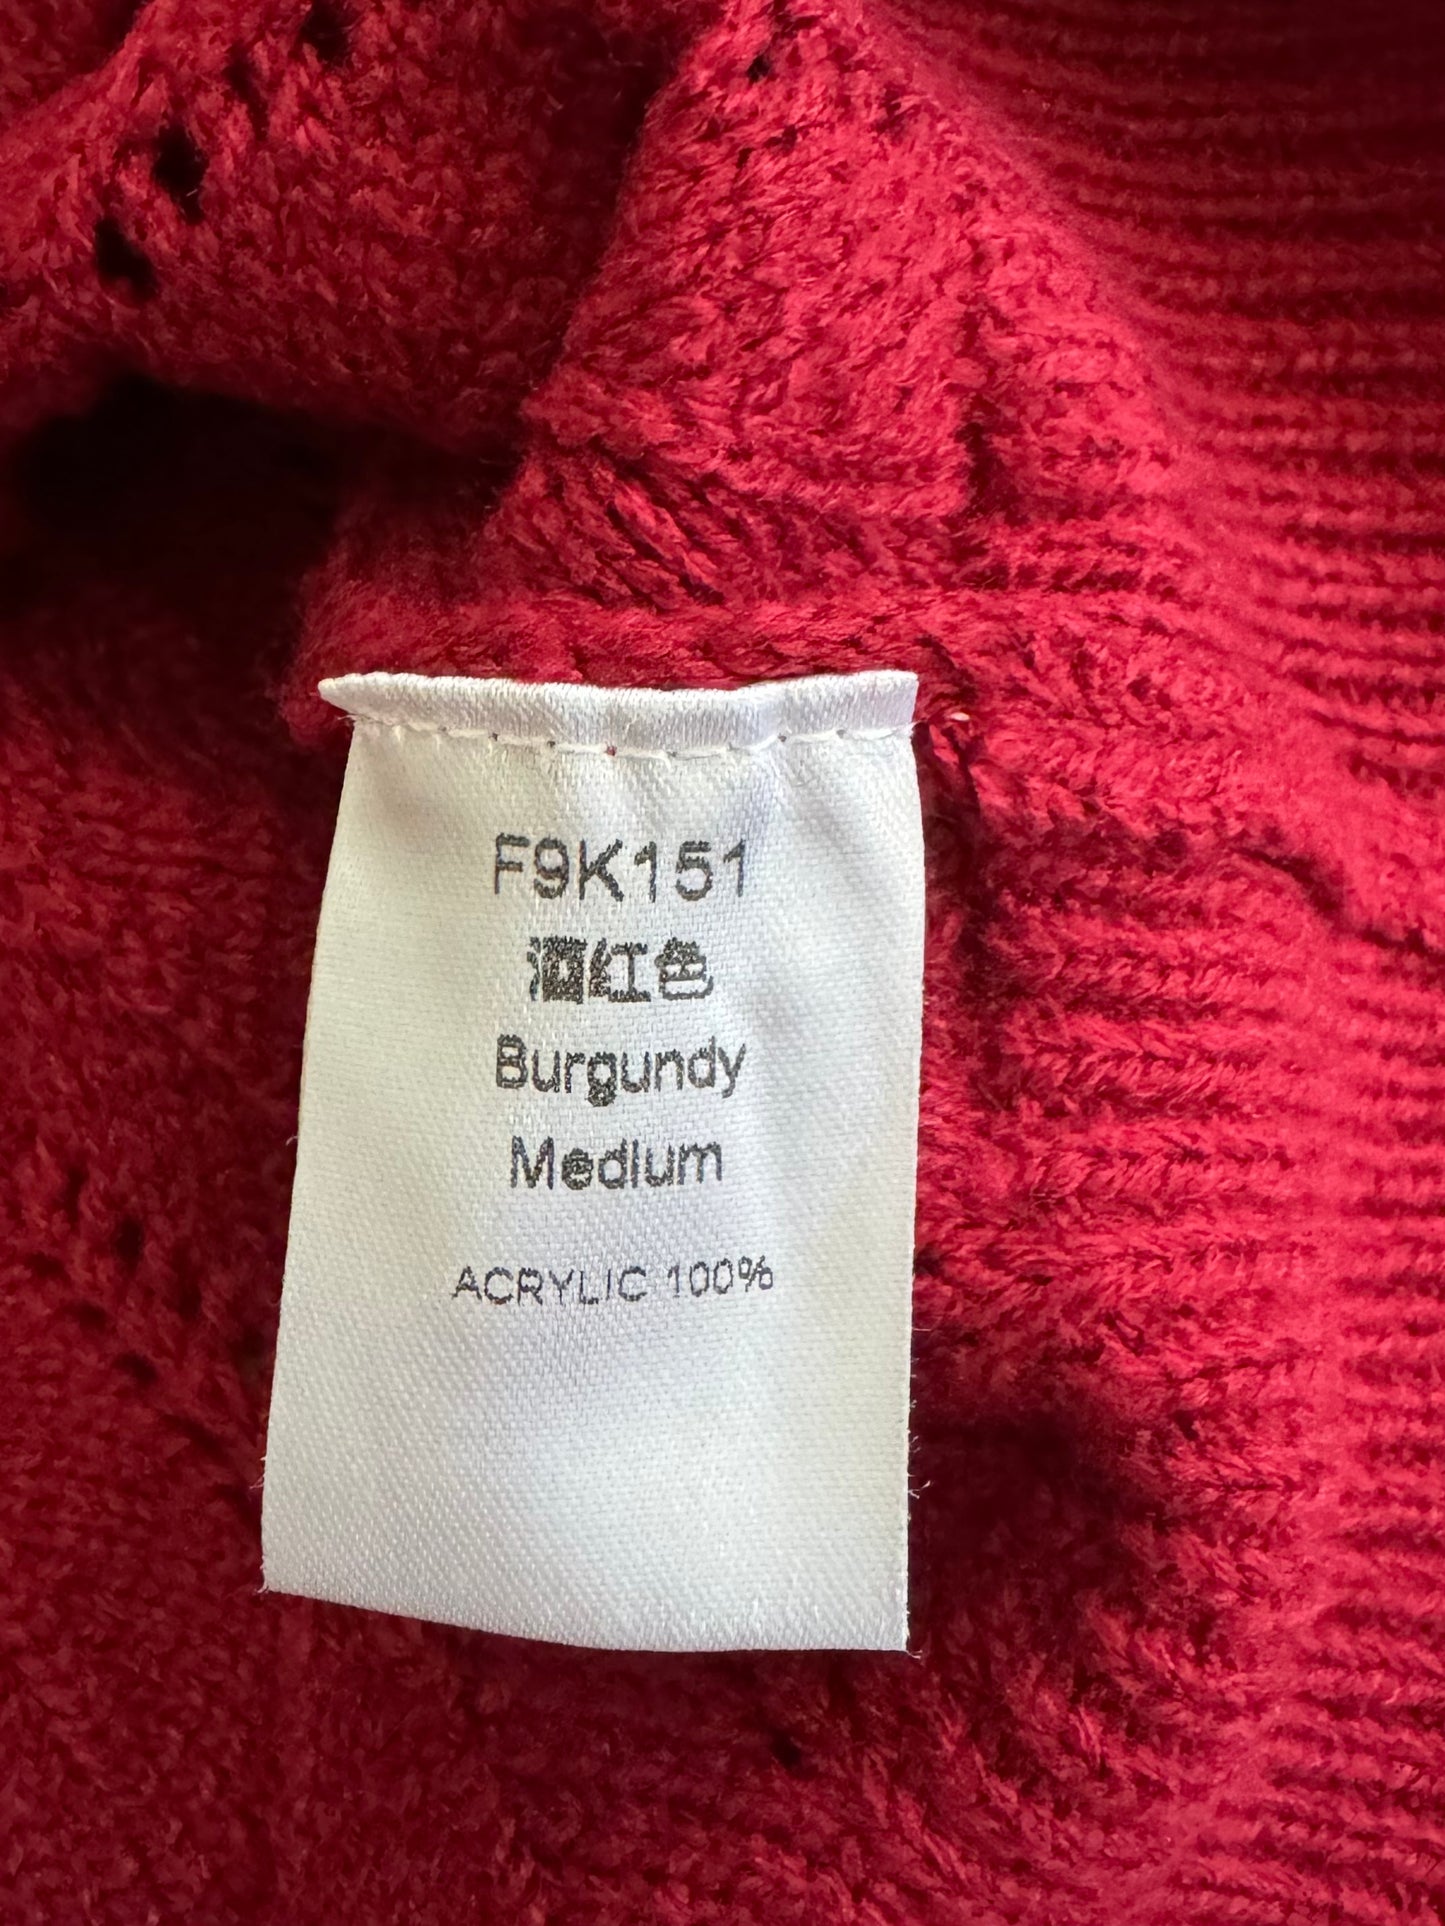 F9K151
酒红色
Burgundy
Medium
ACRYLIC 100%